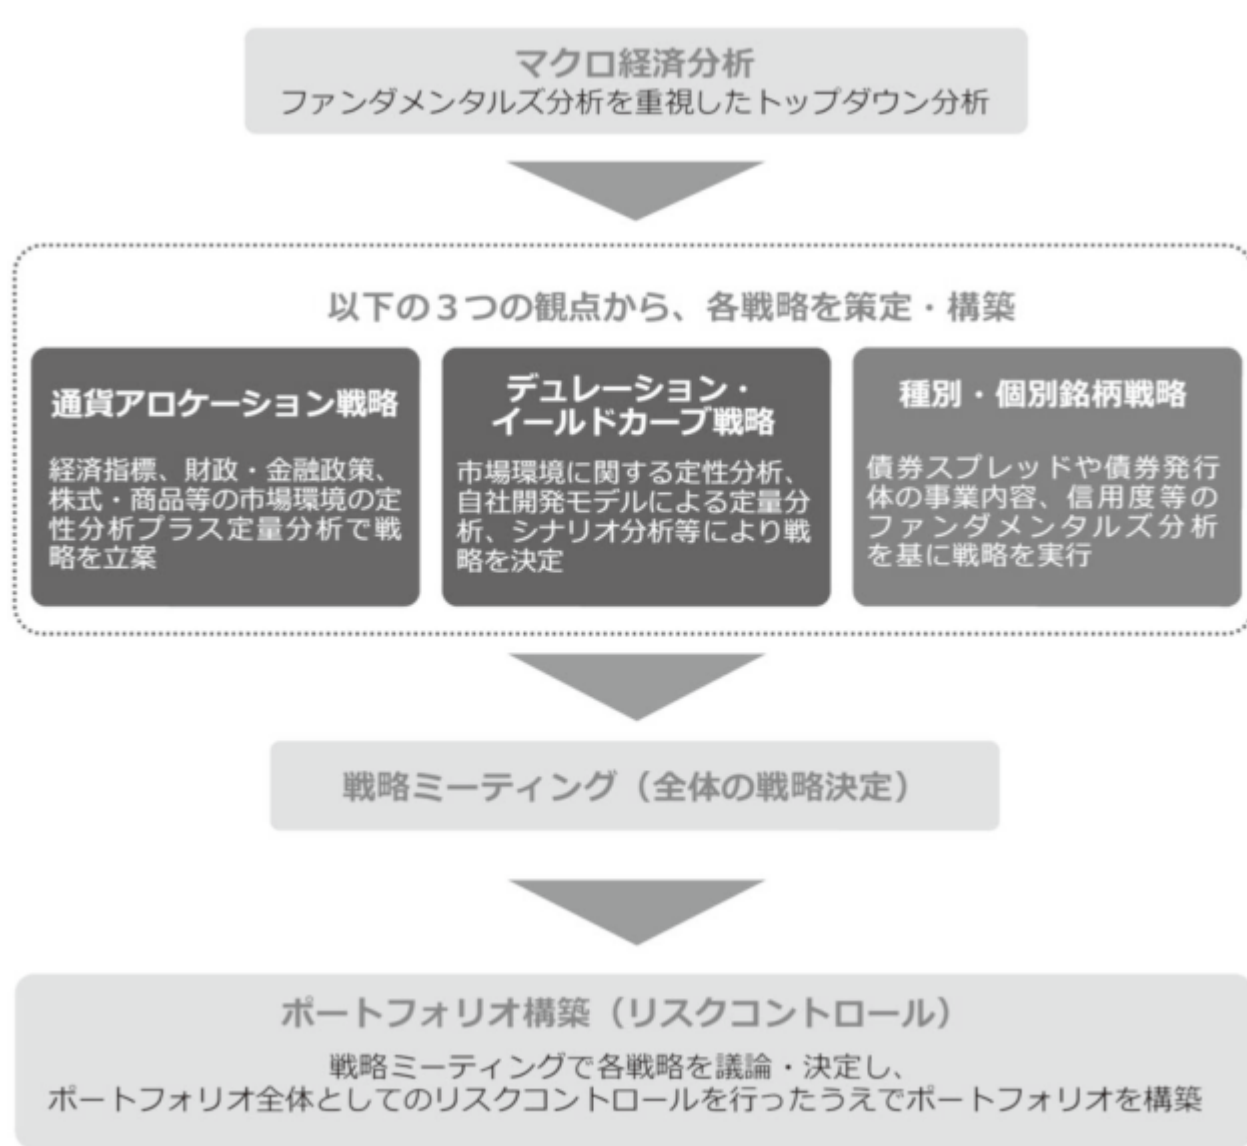 マクロ経済分析
ファンダメンタルズ分析を重視したトップダウン分析
以下の３つの観点から、各戦略を策定・構築
通貨アロケーション戦略
経済指標、財政・金融政策、
株式・商品等の市場環境の定
性分析プラス定量分析で戦
略を立案
デュレーション・
イールドカーブ戦略
市場環境に関する定性分析、
自社開発モデルによる定量分
析、シナリオ分析等により戦
略を決定
種別・個別銘柄戦略
債券スプレッドや債券発行
体の事業内容、信用度等の
ファンダメンタルズ分析
を基に戦略を実行
戦略ミーティング（全体の戦略決定）
ポートフォリオ構築（リスクコントロール）
戦略ミーティングで各戦略を議論・決定し、
ポートフォリオ全体としてのリスクコントロールを行ったうえでポートフォリオを構築